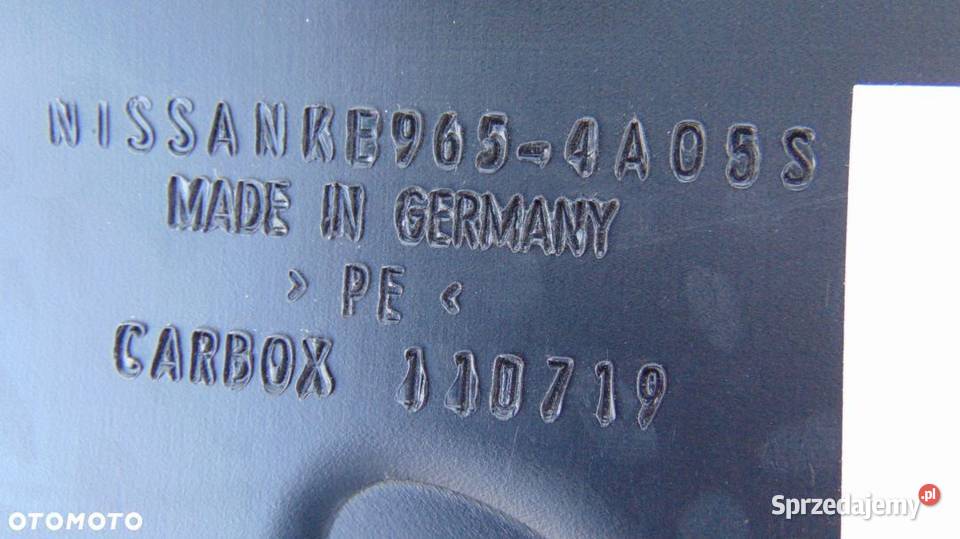 NISSANKE965-4A05S
MADE IN GERMANY
> PE <
CARBOX 110719
OTOMOTO
Sprzedajemy.pl